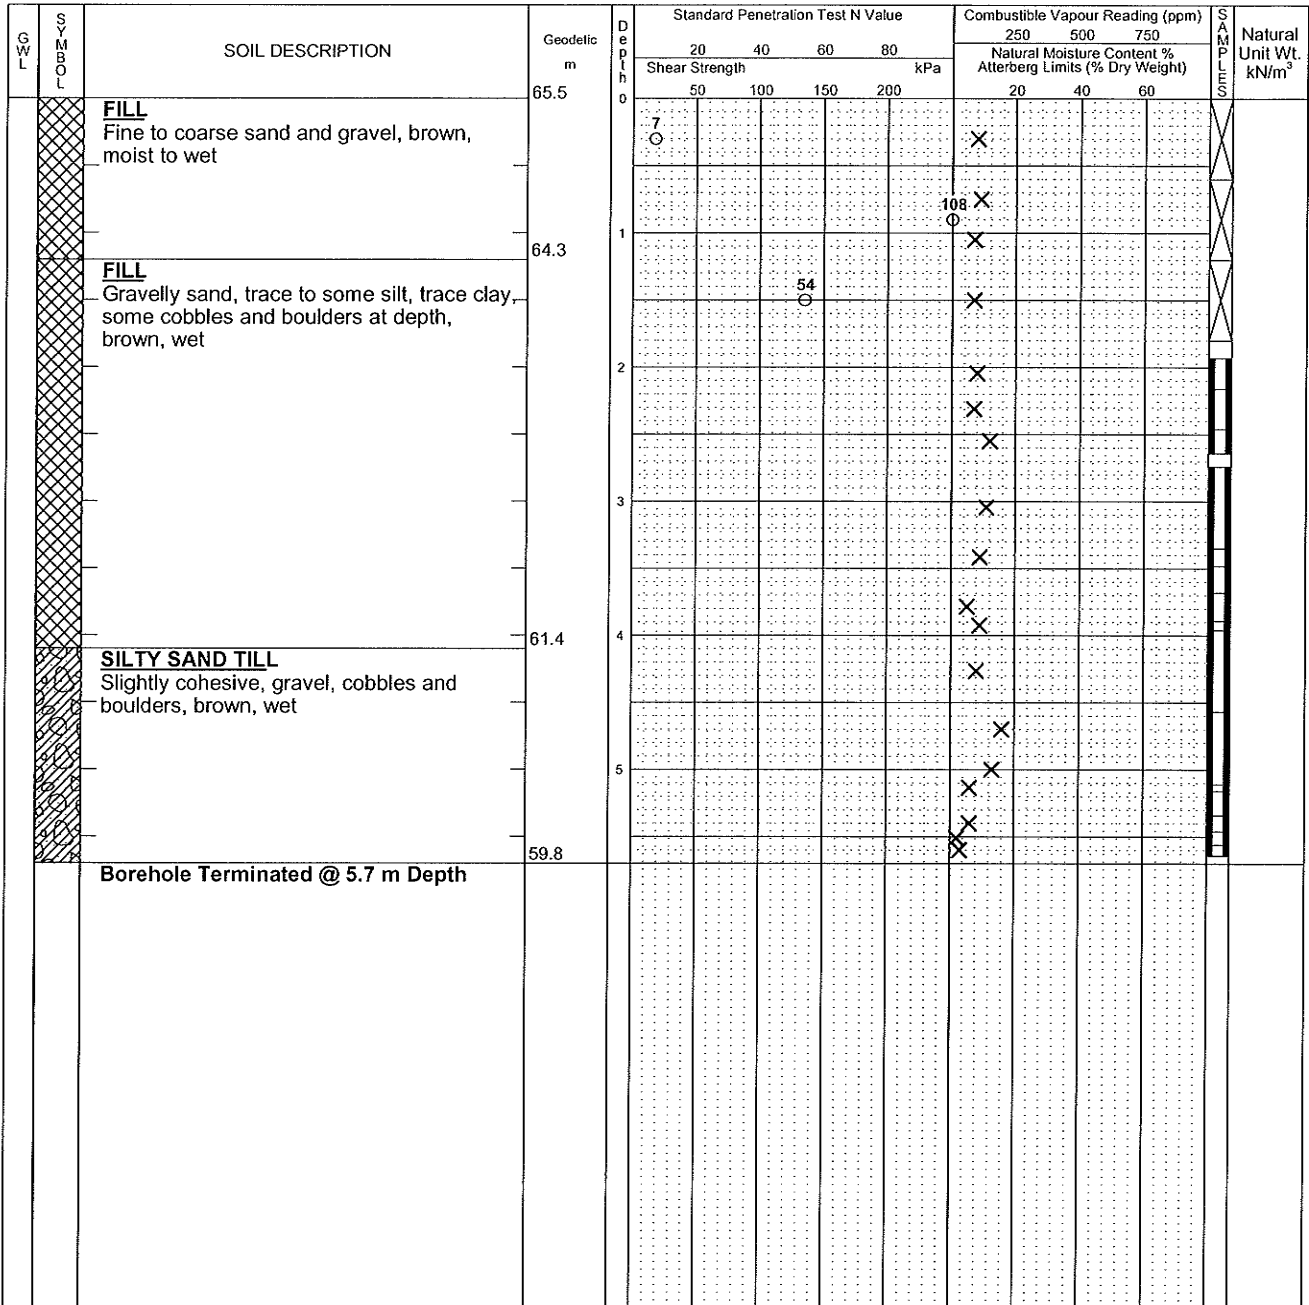 GWL
SYMBOL
SOIL DESCRIPTION
Geodelic
m
Depth
Standard Penetration Test N Value
20 40 60 80
Shear Strength kPa
50 100 150 200
Combustible Vapour Reading (ppm)
250 500 750
Natural Moisture Content %
Atterberg Limits (% Dry Weight)
20 40 60
SAMPLES
Natural
Unit Wt.
kN/m³
65.5
0
FILL
Fine to coarse sand and gravel, brown,
moist to wet
7
108
1
64.3
FILL
Gravelly sand, trace to some silt, trace clay,
some cobbles and boulders at depth,
brown, wet
54
2
3
4
61.4
SILTY SAND TILL
Slightly cohesive, gravel, cobbles and
boulders, brown, wet
5
59.8
Borehole Terminated @ 5.7 m Depth